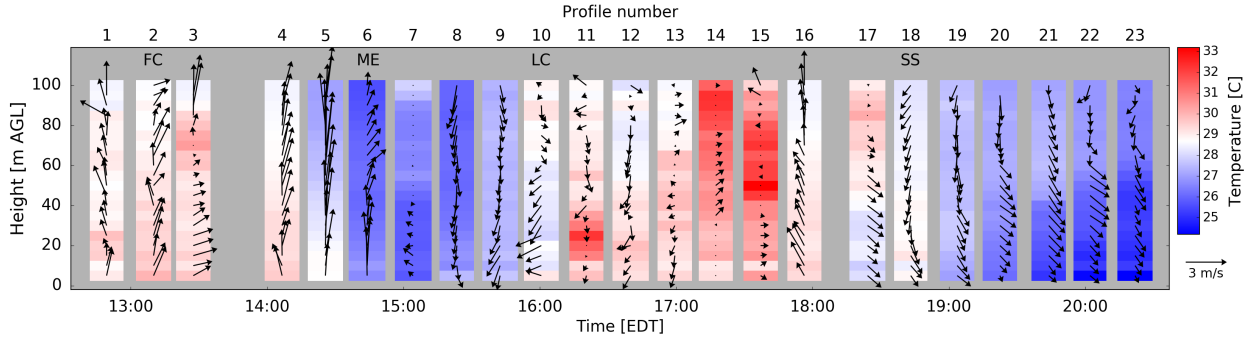 Profile number
1 2 3 4 5 6 7 8 9 10 11 12 13 14 15 16 17 18 19 20 21 22 23
FC ME LC SS
Height [m AGL]
100
80
60
40
20
0
13:00 14:00 15:00 16:00 17:00 18:00 19:00 20:00
Time [EDT]
33
32
31
30
29
28
27
26
25
Temperature [C]
3 m/s